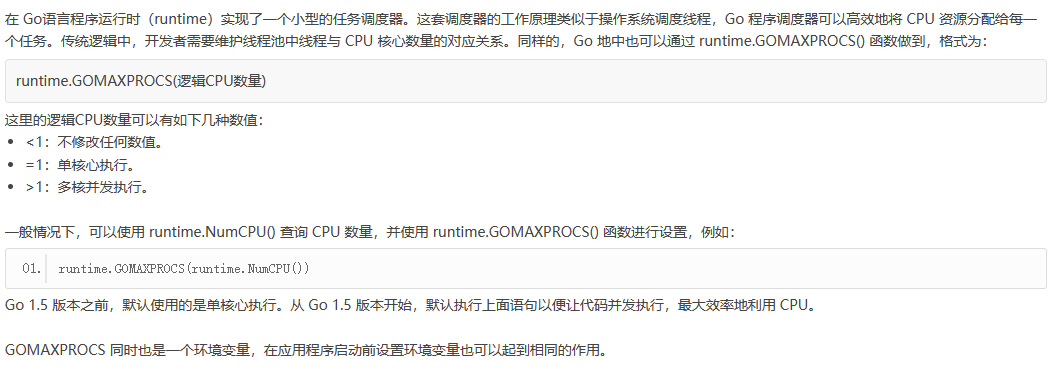 在 Go语言程序运行时（runtime）实现了一个小型的任务调度器。这套调度器的工作原理类似于操作系统调度线程，Go 程序调度器可以高效地将 CPU 资源分配给每一
个任务。传统逻辑中，开发者需要维护线程池中线程与 CPU 核心数量的对应关系。同样的，Go 地中也可以通过 runtime.GOMAXPROCS() 函数做到，格式为：
runtime.GOMAXPROCS(逻辑CPU数量)
这里的逻辑CPU数量可以有如下几种数值：
• <1：不修改任何数值。
• =1：单核心执行。
• >1：多核并发执行。
一般情况下，可以使用 runtime.NumCPU() 查询 CPU 数量，并使用 runtime.GOMAXPROCS() 函数进行设置，例如：
01. runtime.GOMAXPROCS(runtime.NumCPU())
Go 1.5 版本之前，默认使用的是单核心执行。从 Go 1.5 版本开始，默认执行上面语句以便让代码并发执行，最大效率地利用 CPU。
GOMAXPROCS 同时也是一个环境变量，在应用程序启动前设置环境变量也可以起到相同的作用。